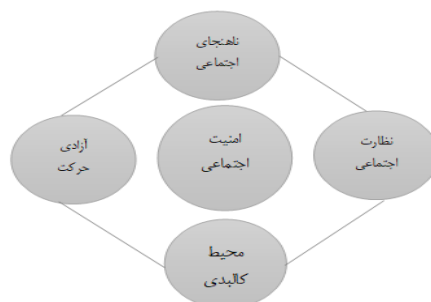 ناهنجای
اجتماعی
آزادی
حرکت
امنیت
اجتماعی
نظارت
اجتماعی
محیط
کالبدی